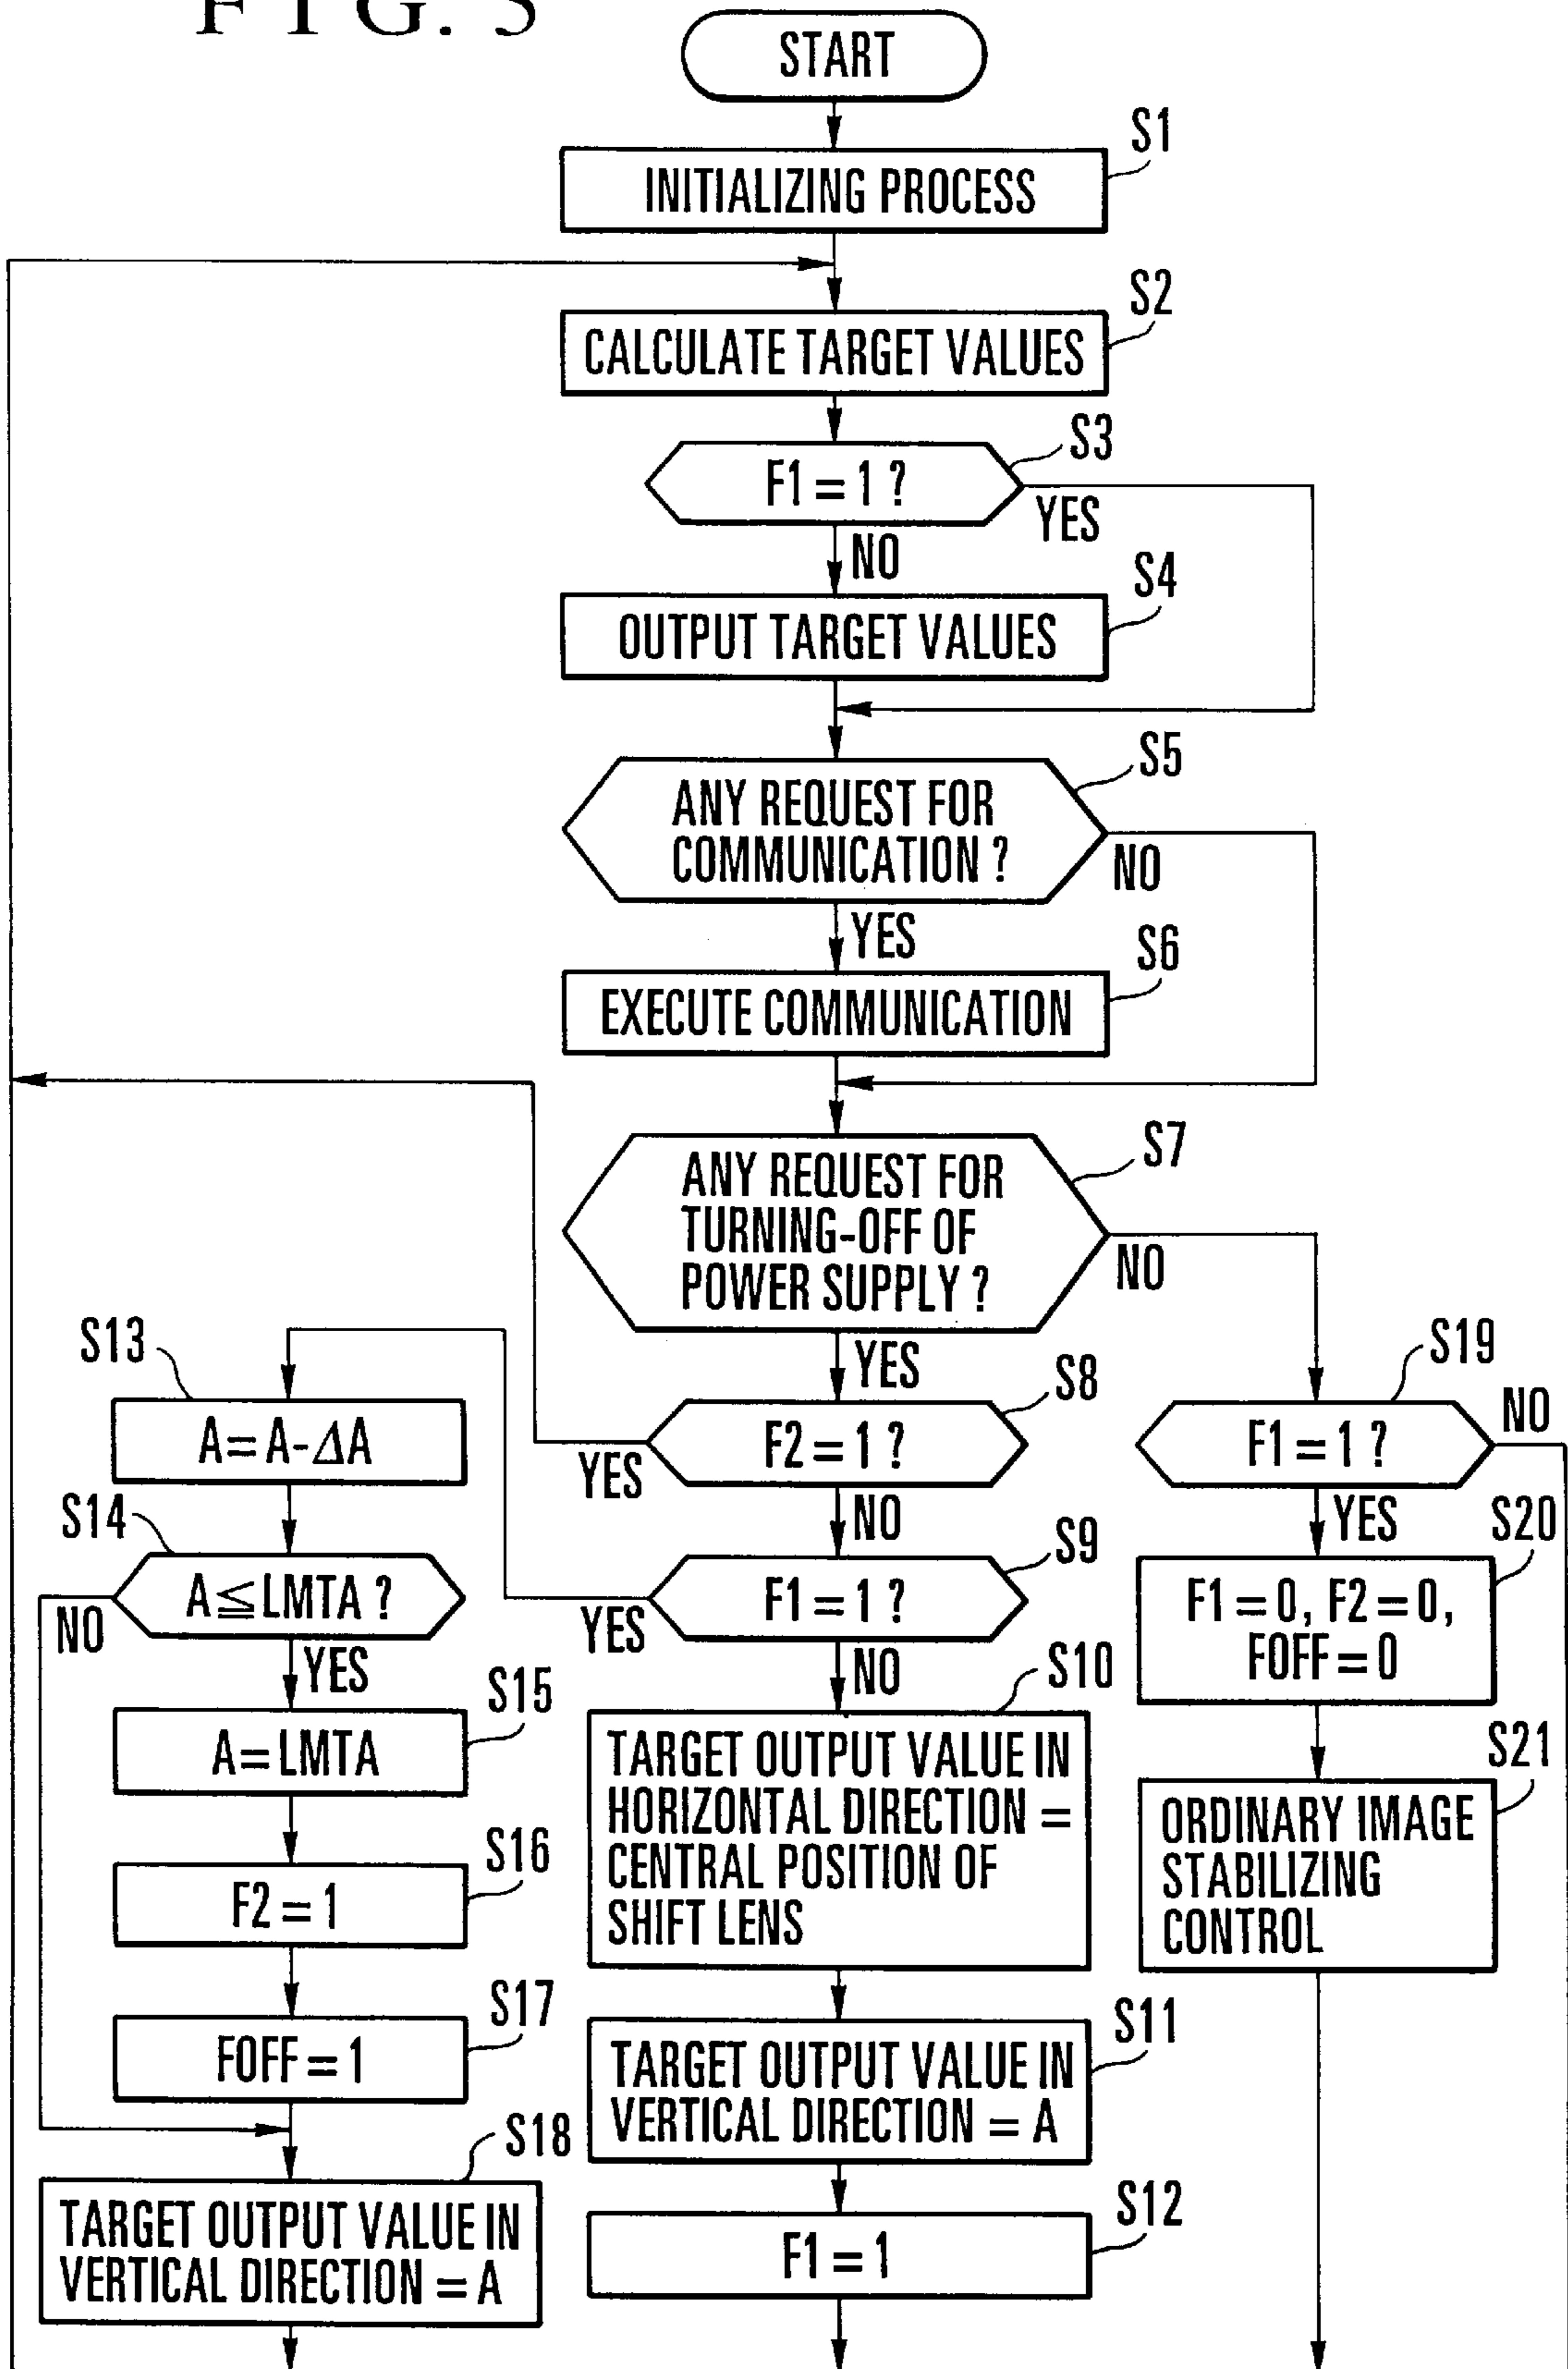 FIG. 5
START
S1
INITIALIZING PROCESS
S2
CALCULATE TARGET VALUES
S3
F1 = 1 ?
YES
NO
S4
OUTPUT TARGET VALUES
S5
ANY REQUEST FOR
COMMUNICATION ?
NO
YES
S6
EXECUTE COMMUNICATION
S7
ANY REQUEST FOR
TURNING-OFF OF
POWER SUPPLY ?
NO
YES
S8
F2 = 1 ?
YES
NO
S9
F1 = 1 ?
YES
NO
S10
TARGET OUTPUT VALUE IN
HORIZONTAL DIRECTION =
CENTRAL POSITION OF
SHIFT LENS
S11
TARGET OUTPUT VALUE IN
VERTICAL DIRECTION = A
S12
F1 = 1
S13
A = A - ΔA
S14
A ≦ LMTA ?
NO
YES
S15
A = LMTA
S16
F2 = 1
S17
FOFF = 1
S18
TARGET OUTPUT VALUE IN
VERTICAL DIRECTION = A
S19
F1 = 1 ?
NO
YES
S20
F1 = 0, F2 = 0,
FOFF = 0
S21
ORDINARY IMAGE
STABILIZING
CONTROL